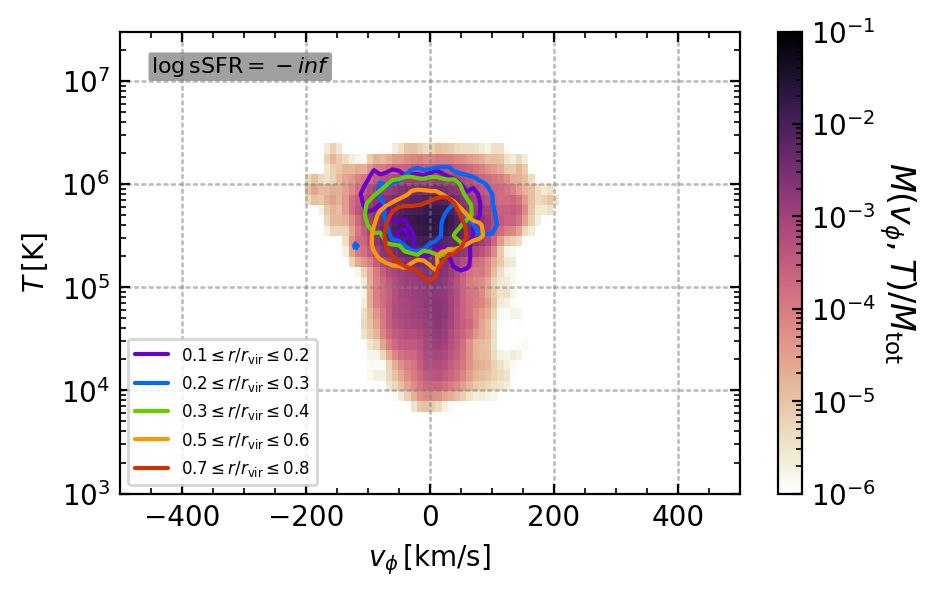 log sSFR = −inf
10⁷
10⁶
10⁵
10⁴
10³
T [K]
0.1 ≤ r/r_vir ≤ 0.2
0.2 ≤ r/r_vir ≤ 0.3
0.3 ≤ r/r_vir ≤ 0.4
0.5 ≤ r/r_vir ≤ 0.6
0.7 ≤ r/r_vir ≤ 0.8
−400 −200 0 200 400
v_ϕ [km/s]
10⁻¹
10⁻²
10⁻³
10⁻⁴
10⁻⁵
10⁻⁶
M(v_ϕ, T)/M_tot